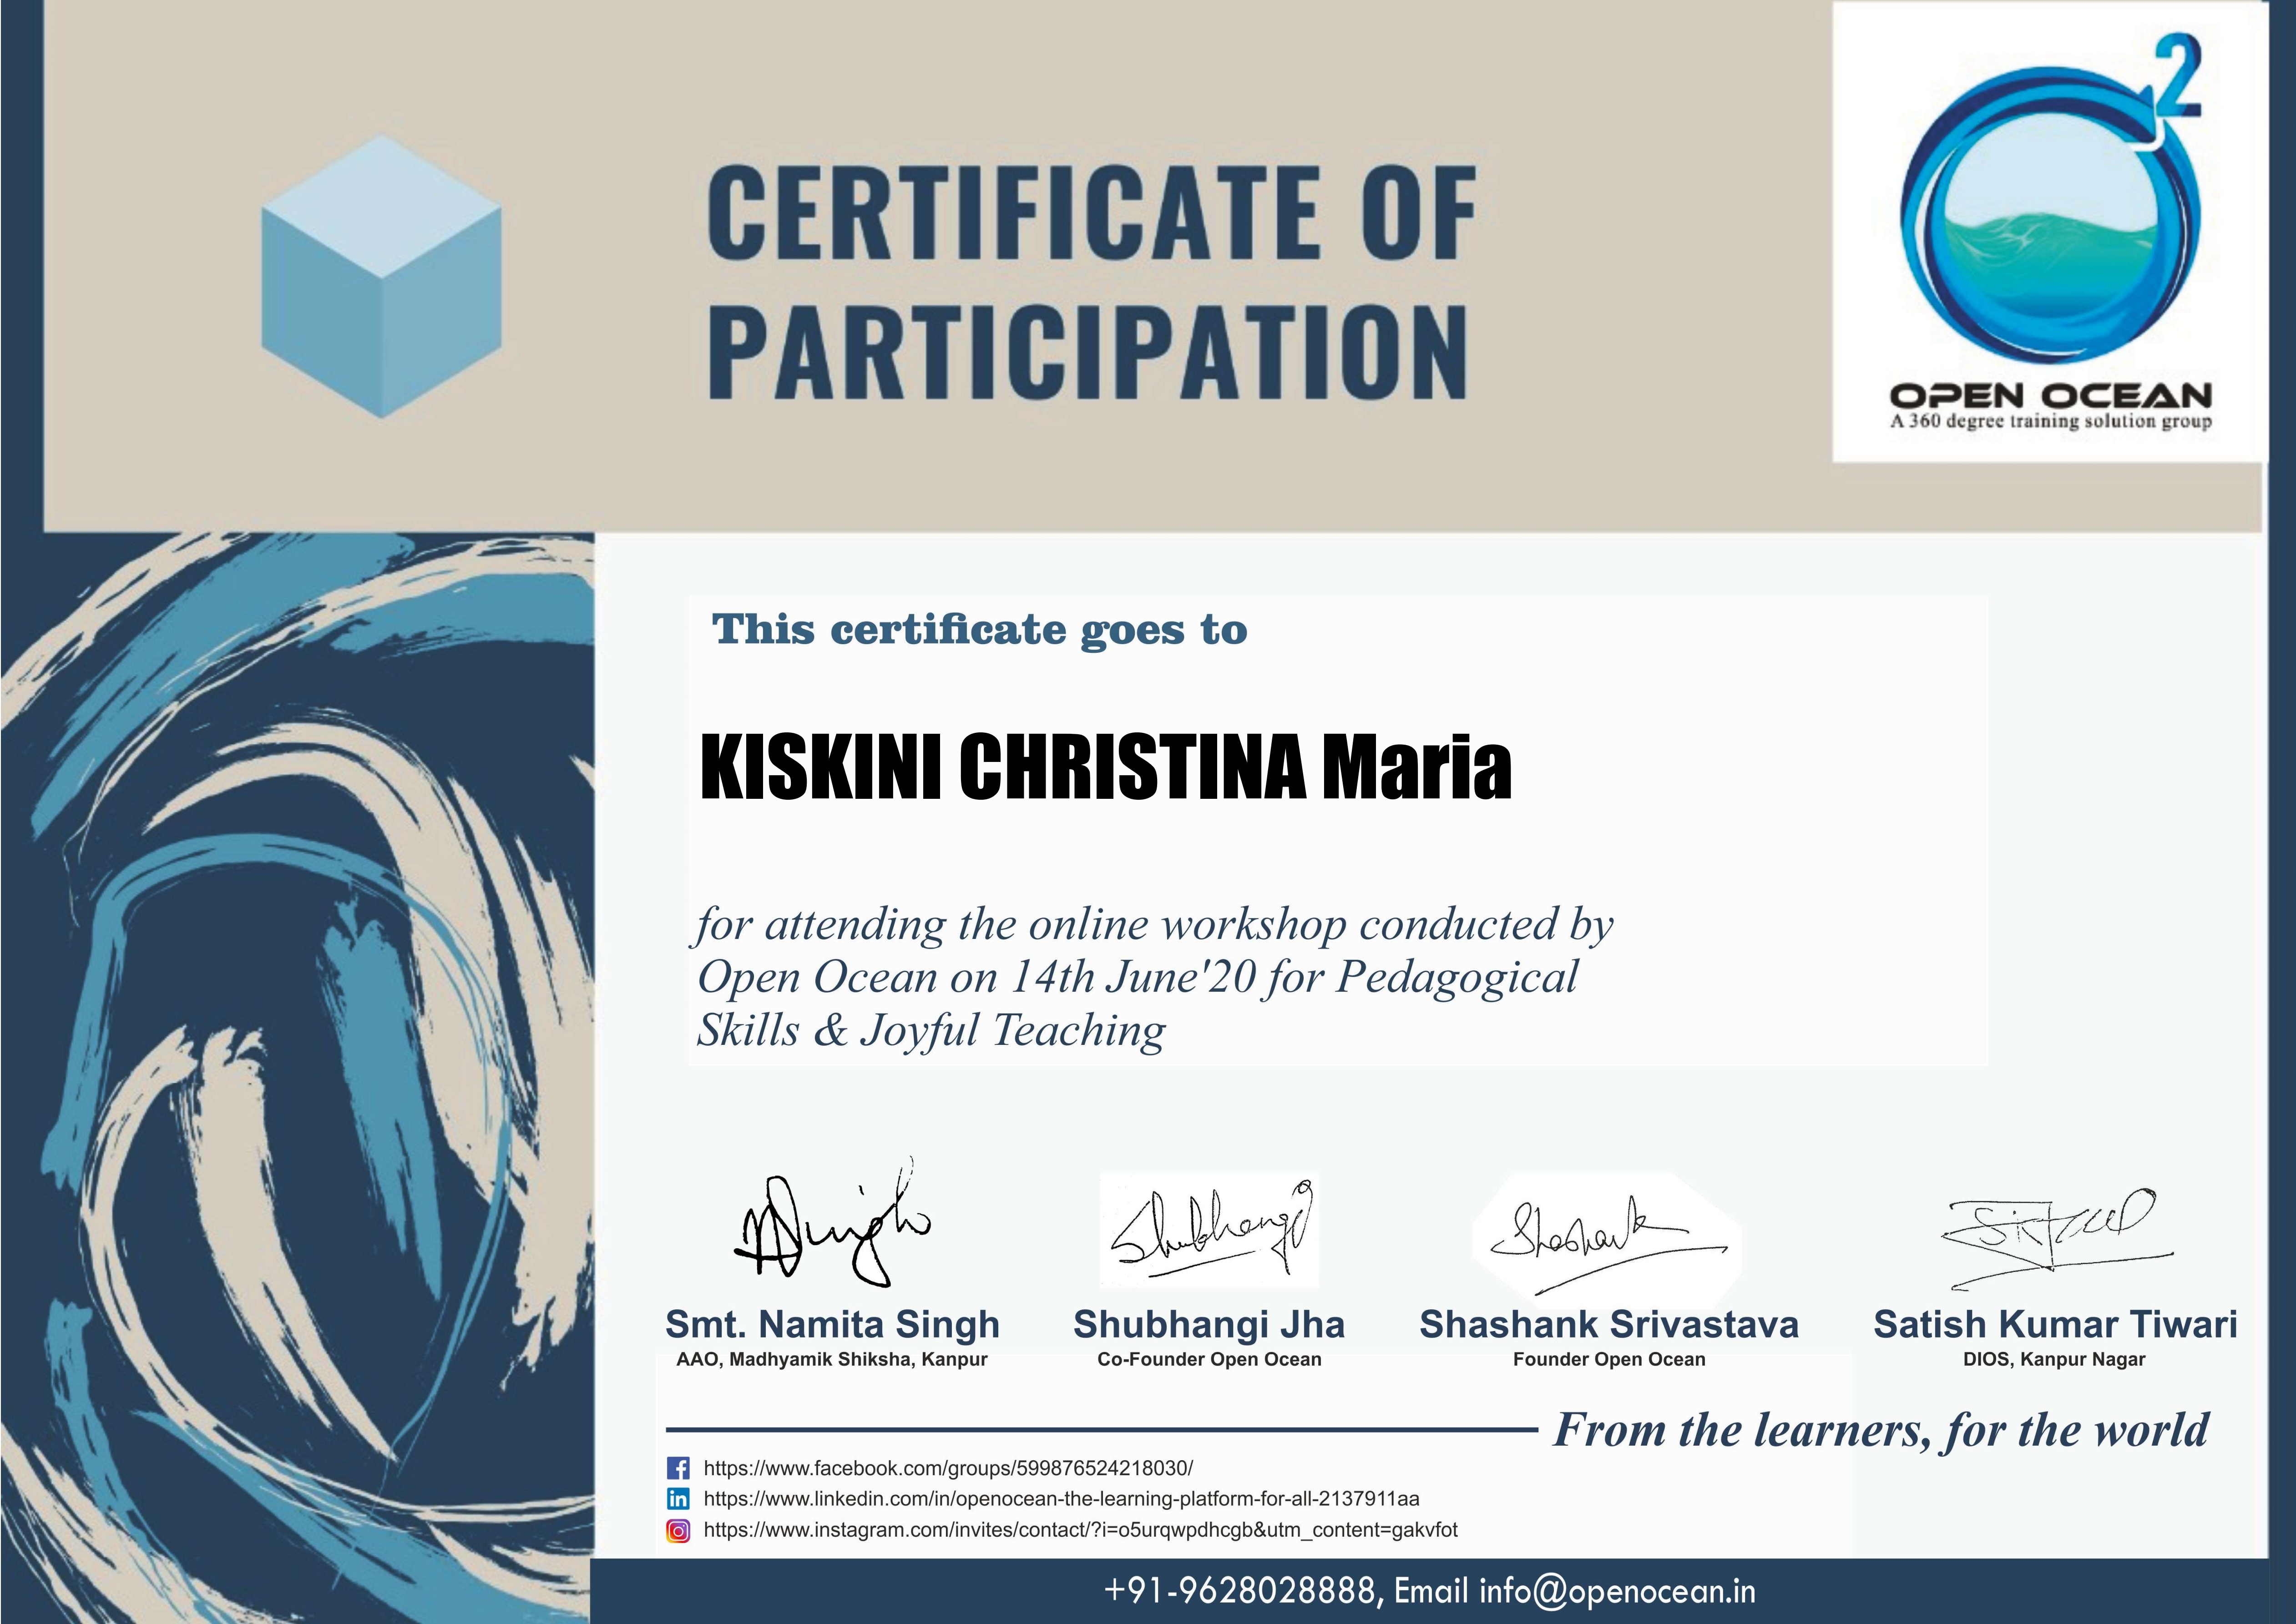 CERTIFICATE OF
PARTICIPATION
O2
OPEN OCEAN
A 360 degree training solution group
This certificate goes to
KISKINI CHRISTINA Maria
for attending the online workshop conducted by
Open Ocean on 14th June'20 for Pedagogical
Skills & Joyful Teaching
NSingh
Shubhangi
Shashank
Smt. Namita Singh
AAO, Madhyamik Shiksha, Kanpur
Shubhangi Jha
Co-Founder Open Ocean
Shashank Srivastava
Founder Open Ocean
Satish Kumar Tiwari
DIOS, Kanpur Nagar
From the learners, for the world
https://www.facebook.com/groups/599876524218030/
https://www.linkedin.com/in/openocean-the-learning-platform-for-all-2137911aa
https://www.instagram.com/invites/contact/?i=o5urqwpdhcgb&utm_content=gakvfot
+91-9628028888, Email info@openocean.in